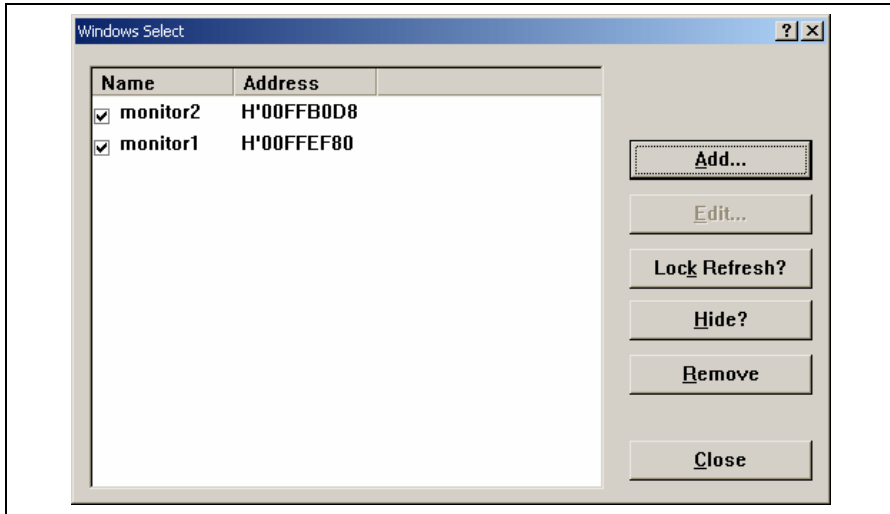 Windows Select
Name Address
monitor2 H'00FFB0D8
monitor1 H'00FFEF80
Add...
Edit...
Lock Refresh?
Hide?
Remove
Close